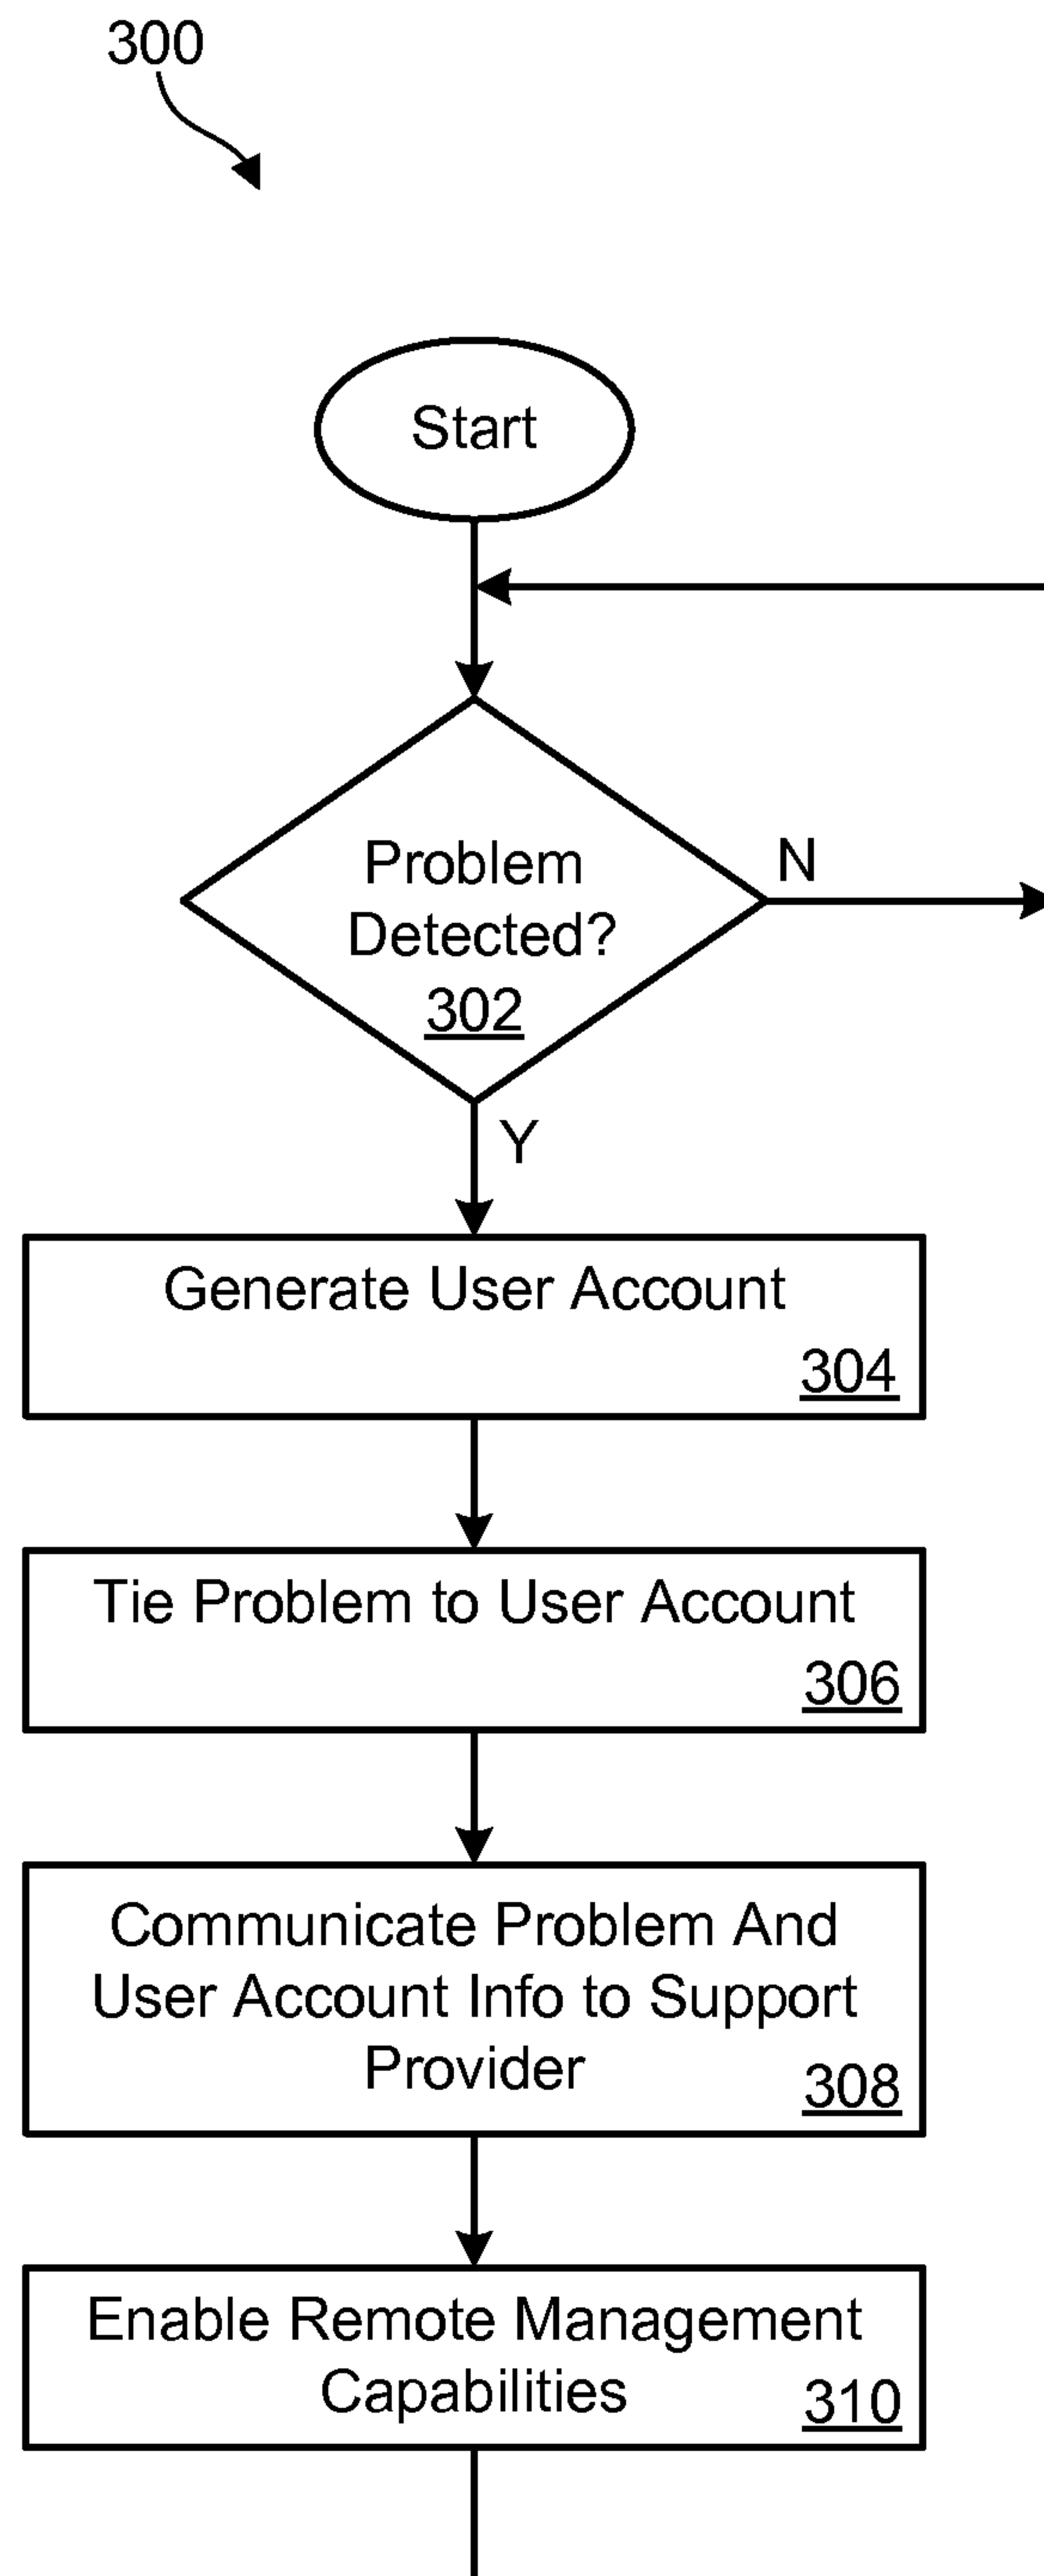 300
Start
Problem
Detected?
302
N
Y
Generate User Account
304
Tie Problem to User Account
306
Communicate Problem And
User Account Info to Support
Provider
308
Enable Remote Management
Capabilities
310